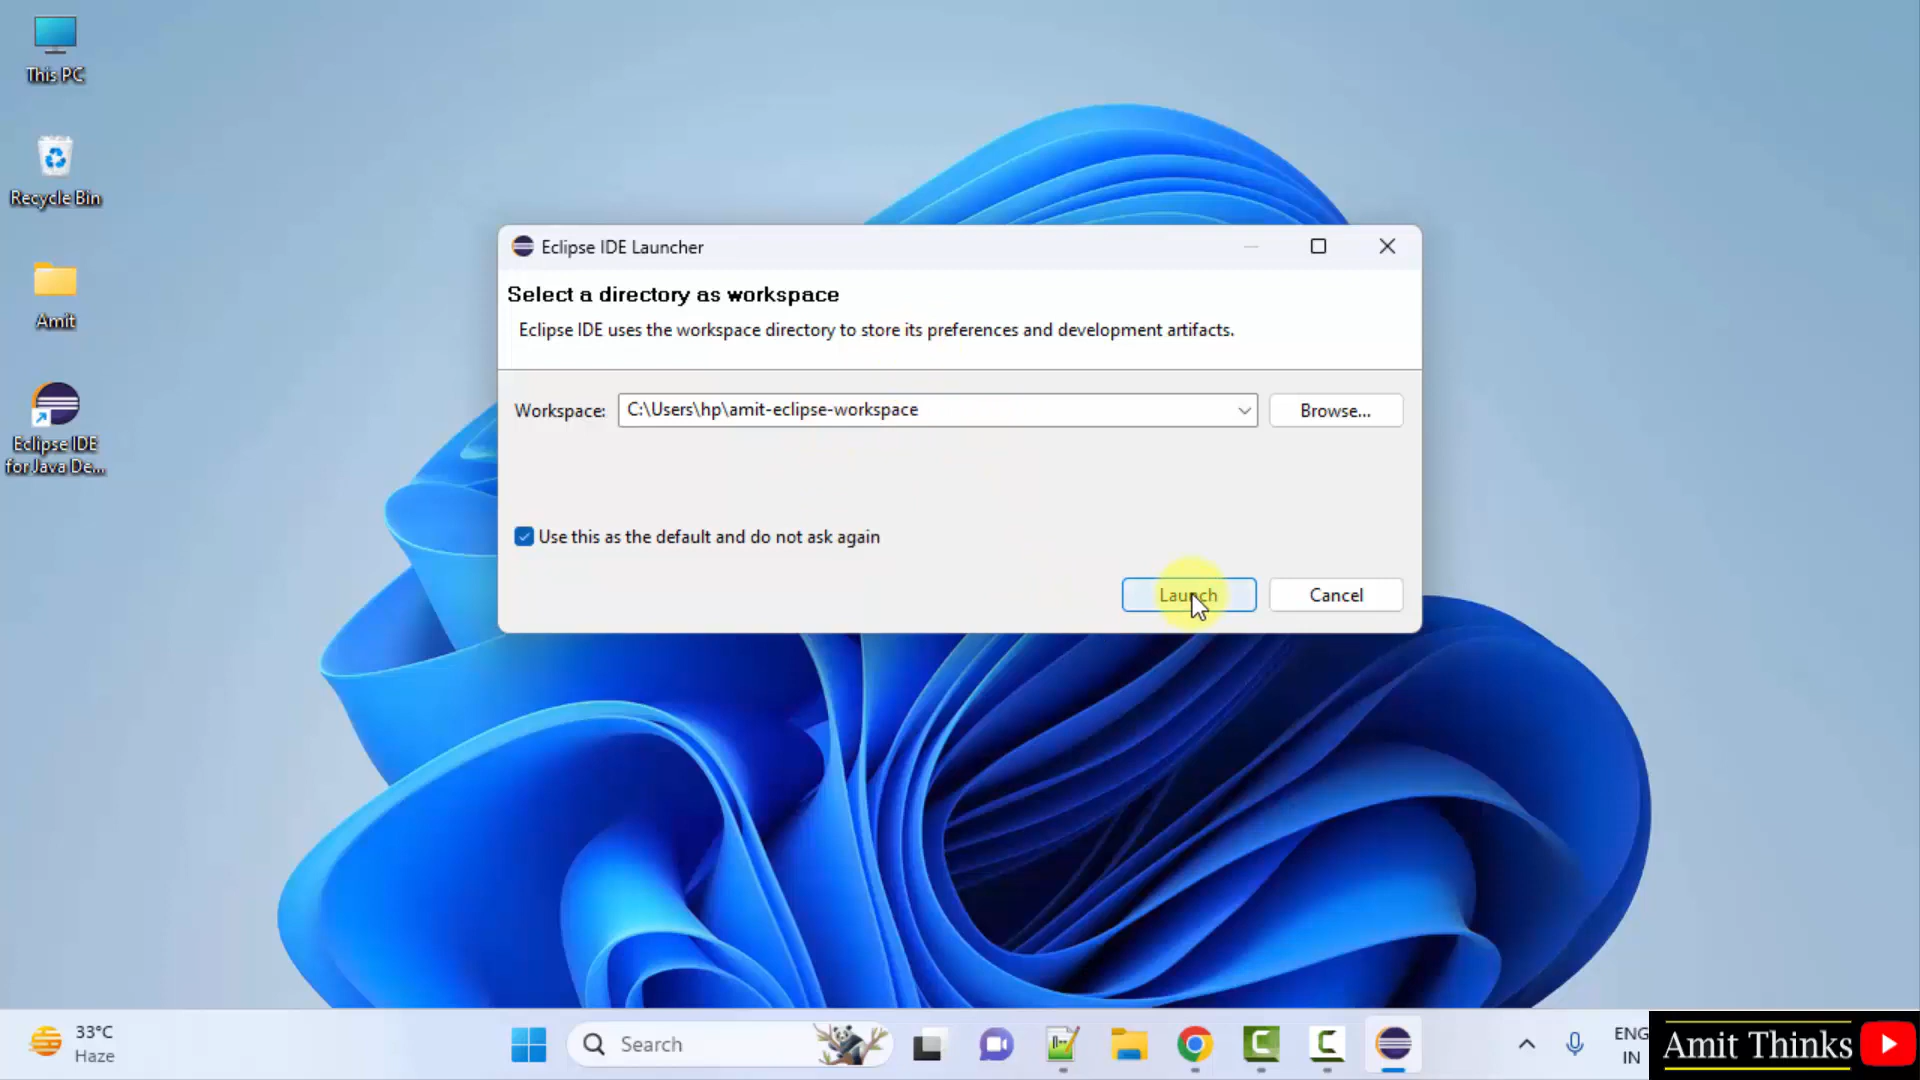 This PC
Recycle Bin
Amit
Eclipse IDE
for Java De...
Eclipse IDE Launcher
Select a directory as workspace
Eclipse IDE uses the workspace directory to store its preferences and development artifacts.
Workspace:
C:\Users\hp\amit-eclipse-workspace
Browse...
Use this as the default and do not ask again
Launch
Cancel
33°C
Haze
Search
ENG
IN
Amit Thinks